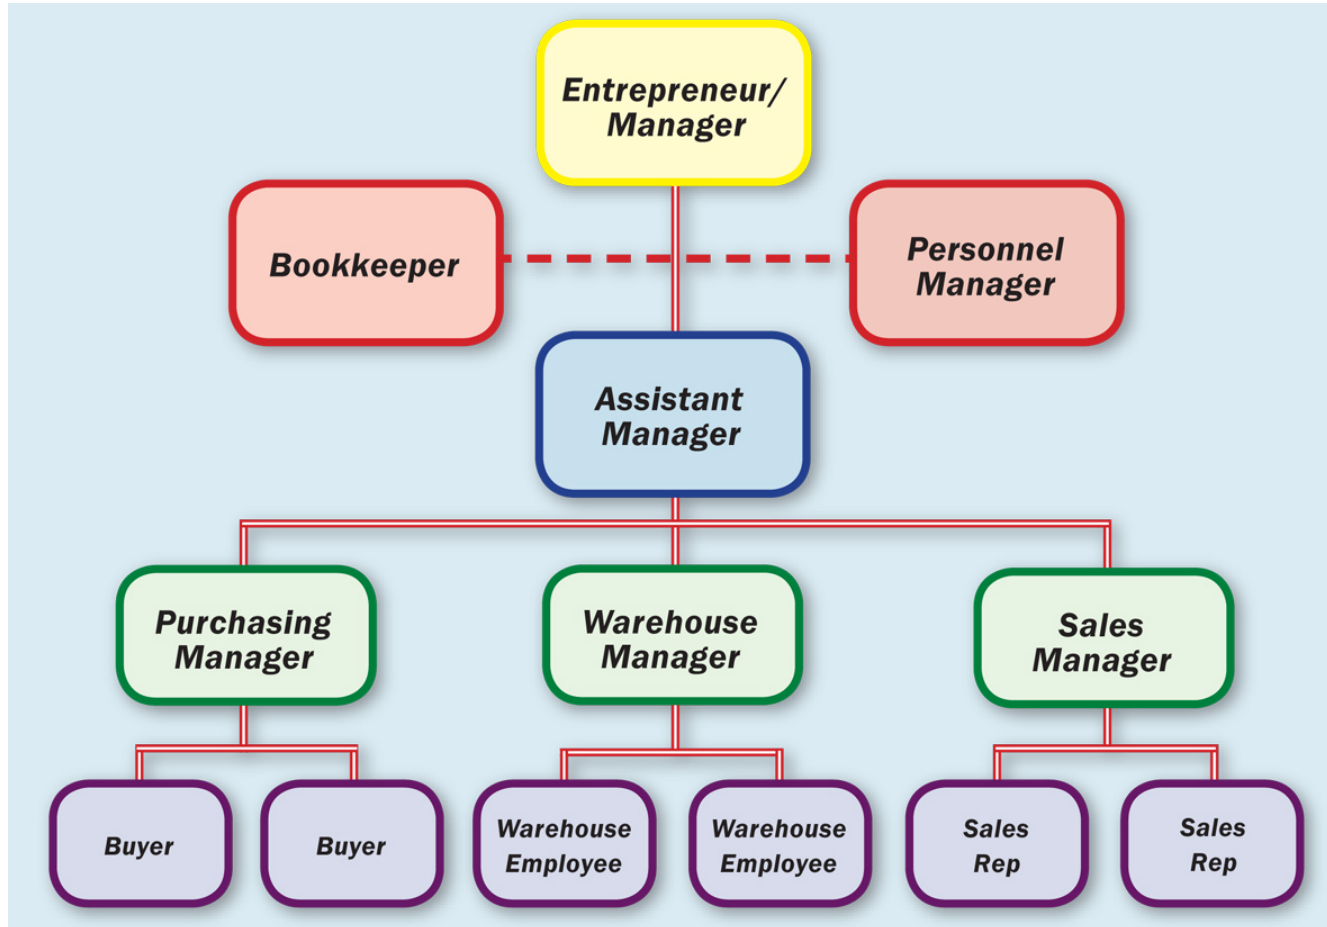 Entrepreneur/
Manager
Bookkeeper
Personnel
Manager
Assistant
Manager
Purchasing
Manager
Warehouse
Manager
Sales
Manager
Buyer
Buyer
Warehouse
Employee
Warehouse
Employee
Sales
Rep
Sales
Rep